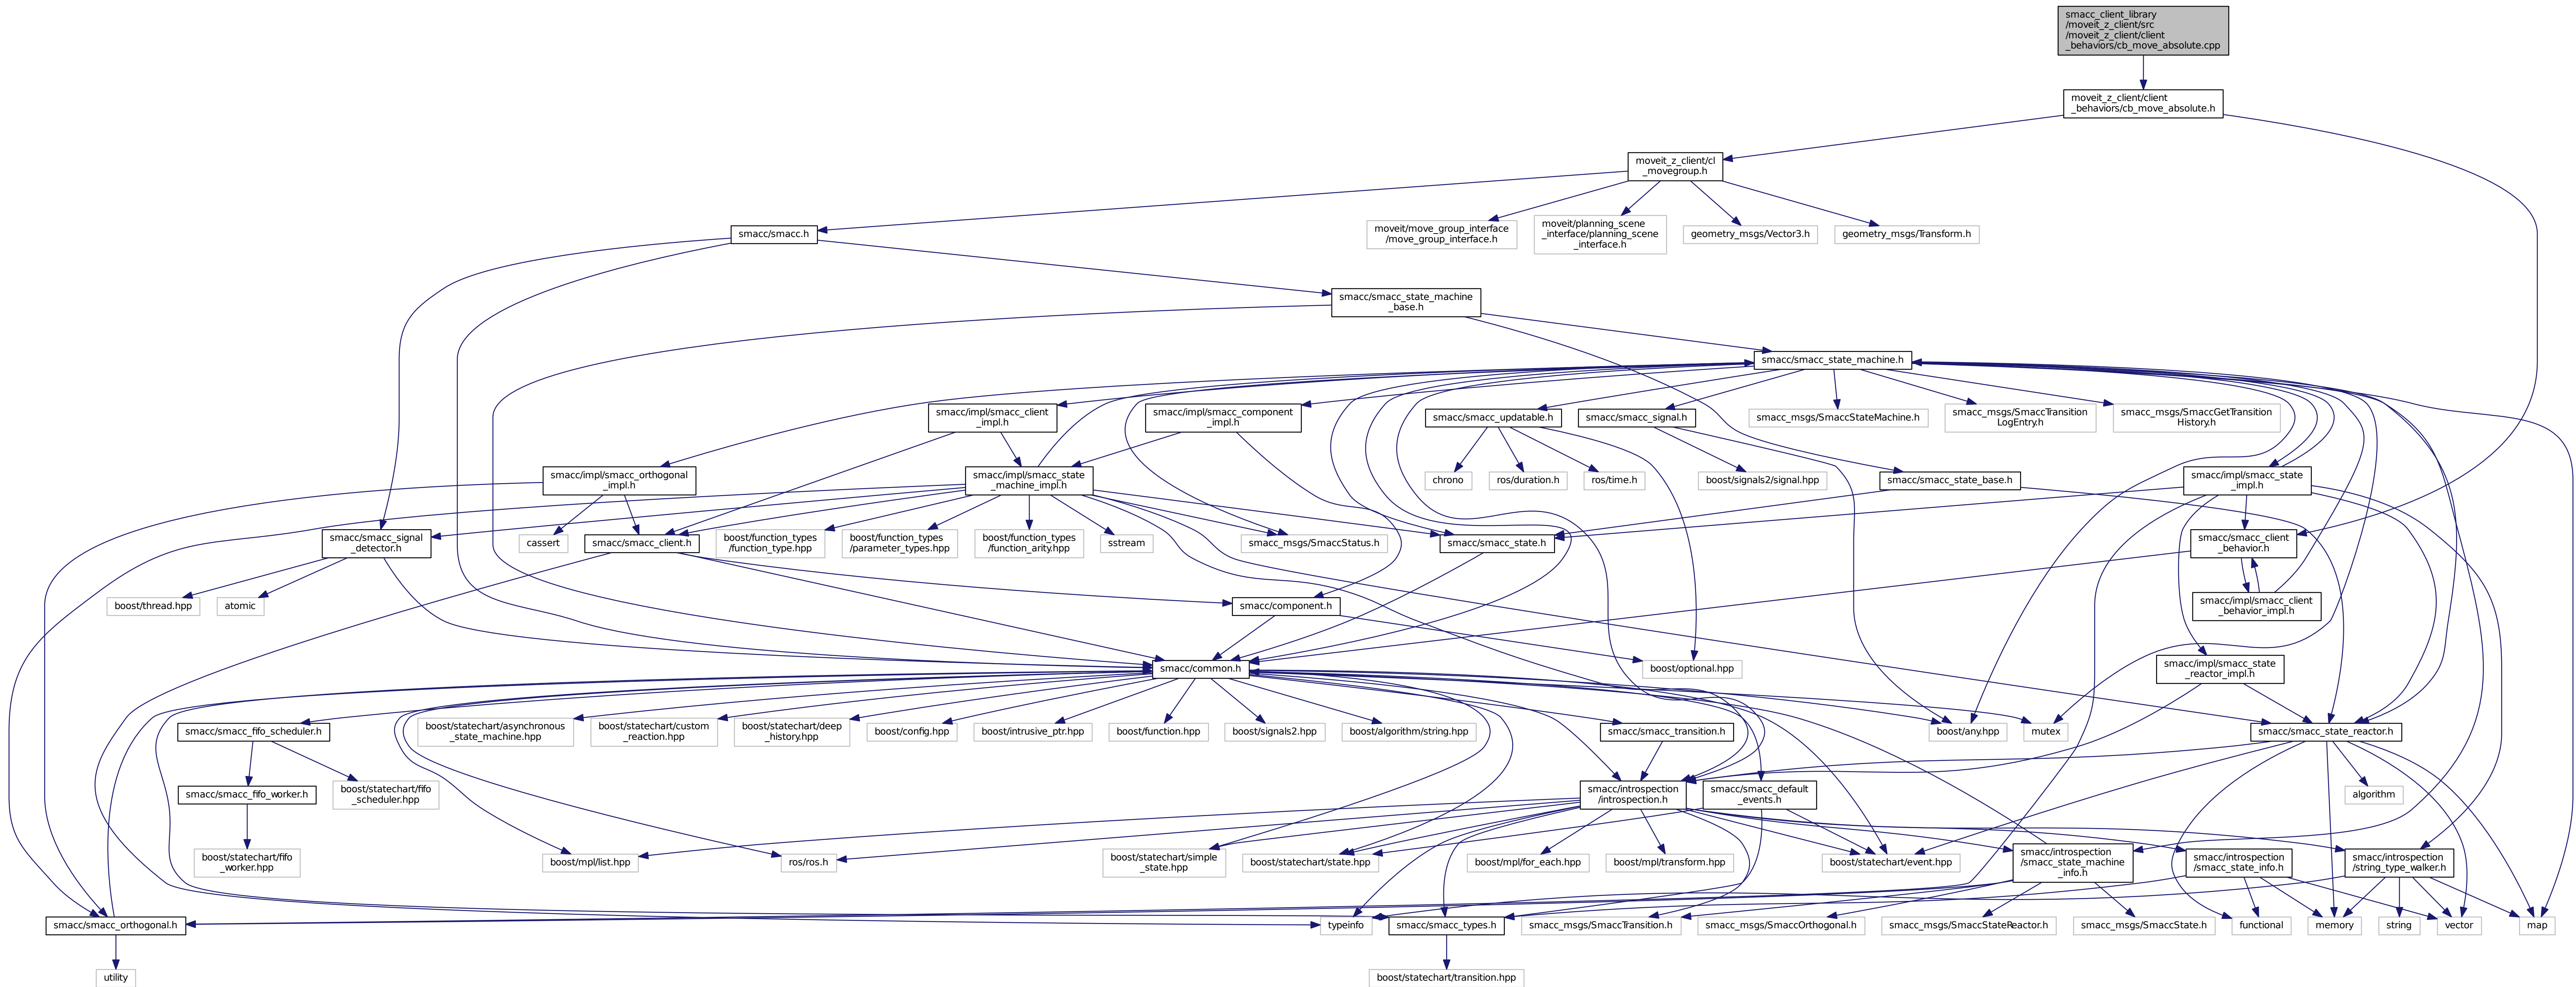 smacc_client_library
/moveit_z_client/src
/moveit_z_client/client
_behaviors/cb_move_absolute.cpp
moveit_z_client/client
_behaviors/cb_move_absolute.h
moveit_z_client/cl
_movegroup.h
smacc/smacc.h
moveit/move_group_interface
/move_group_interface.h
moveit/planning_scene
_interface/planning_scene
_interface.h
geometry_msgs/Vector3.h
geometry_msgs/Transform.h
smacc/smacc_state_machine
_base.h
smacc/smacc_state_machine.h
smacc/impl/smacc_client
_impl.h
smacc/impl/smacc_component
_impl.h
smacc/smacc_updatable.h
smacc/smacc_signal.h
smacc_msgs/SmaccStateMachine.h
smacc_msgs/SmaccTransition
LogEntry.h
smacc_msgs/SmaccGetTransition
History.h
smacc/impl/smacc_orthogonal
_impl.h
smacc/impl/smacc_state
_machine_impl.h
chrono
ros/duration.h
ros/time.h
boost/signals2/signal.hpp
smacc/smacc_state_base.h
smacc/impl/smacc_state
_impl.h
smacc/smacc_signal
_detector.h
cassert
smacc/smacc_client.h
boost/function_types
/function_type.hpp
boost/function_types
/parameter_types.hpp
boost/function_types
/function_arity.hpp
sstream
smacc_msgs/SmaccStatus.h
smacc/smacc_state.h
smacc/smacc_client
_behavior.h
boost/thread.hpp
atomic
smacc/component.h
smacc/impl/smacc_client
_behavior_impl.h
smacc/common.h
boost/optional.hpp
smacc/impl/smacc_state
_reactor_impl.h
smacc/smacc_fifo_scheduler.h
boost/statechart/asynchronous
_state_machine.hpp
boost/statechart/custom
_reaction.hpp
boost/statechart/deep
_history.hpp
boost/config.hpp
boost/intrusive_ptr.hpp
boost/function.hpp
boost/signals2.hpp
boost/algorithm/string.hpp
smacc/smacc_transition.h
boost/any.hpp
mutex
smacc/smacc_state_reactor.h
smacc/smacc_fifo_worker.h
boost/statechart/fifo
_scheduler.hpp
smacc/introspection
/introspection.h
smacc/smacc_default
_events.h
algorithm
boost/statechart/fifo
_worker.hpp
boost/mpl/list.hpp
ros/ros.h
boost/statechart/simple
_state.hpp
boost/statechart/state.hpp
boost/mpl/for_each.hpp
boost/mpl/transform.hpp
boost/statechart/event.hpp
smacc/introspection
/smacc_state_machine
_info.h
smacc/introspection
/smacc_state_info.h
smacc/introspection
/string_type_walker.h
smacc/smacc_orthogonal.h
typeinfo
smacc/smacc_types.h
smacc_msgs/SmaccTransition.h
smacc_msgs/SmaccOrthogonal.h
smacc_msgs/SmaccStateReactor.h
smacc_msgs/SmaccState.h
functional
memory
string
vector
map
utility
boost/statechart/transition.hpp